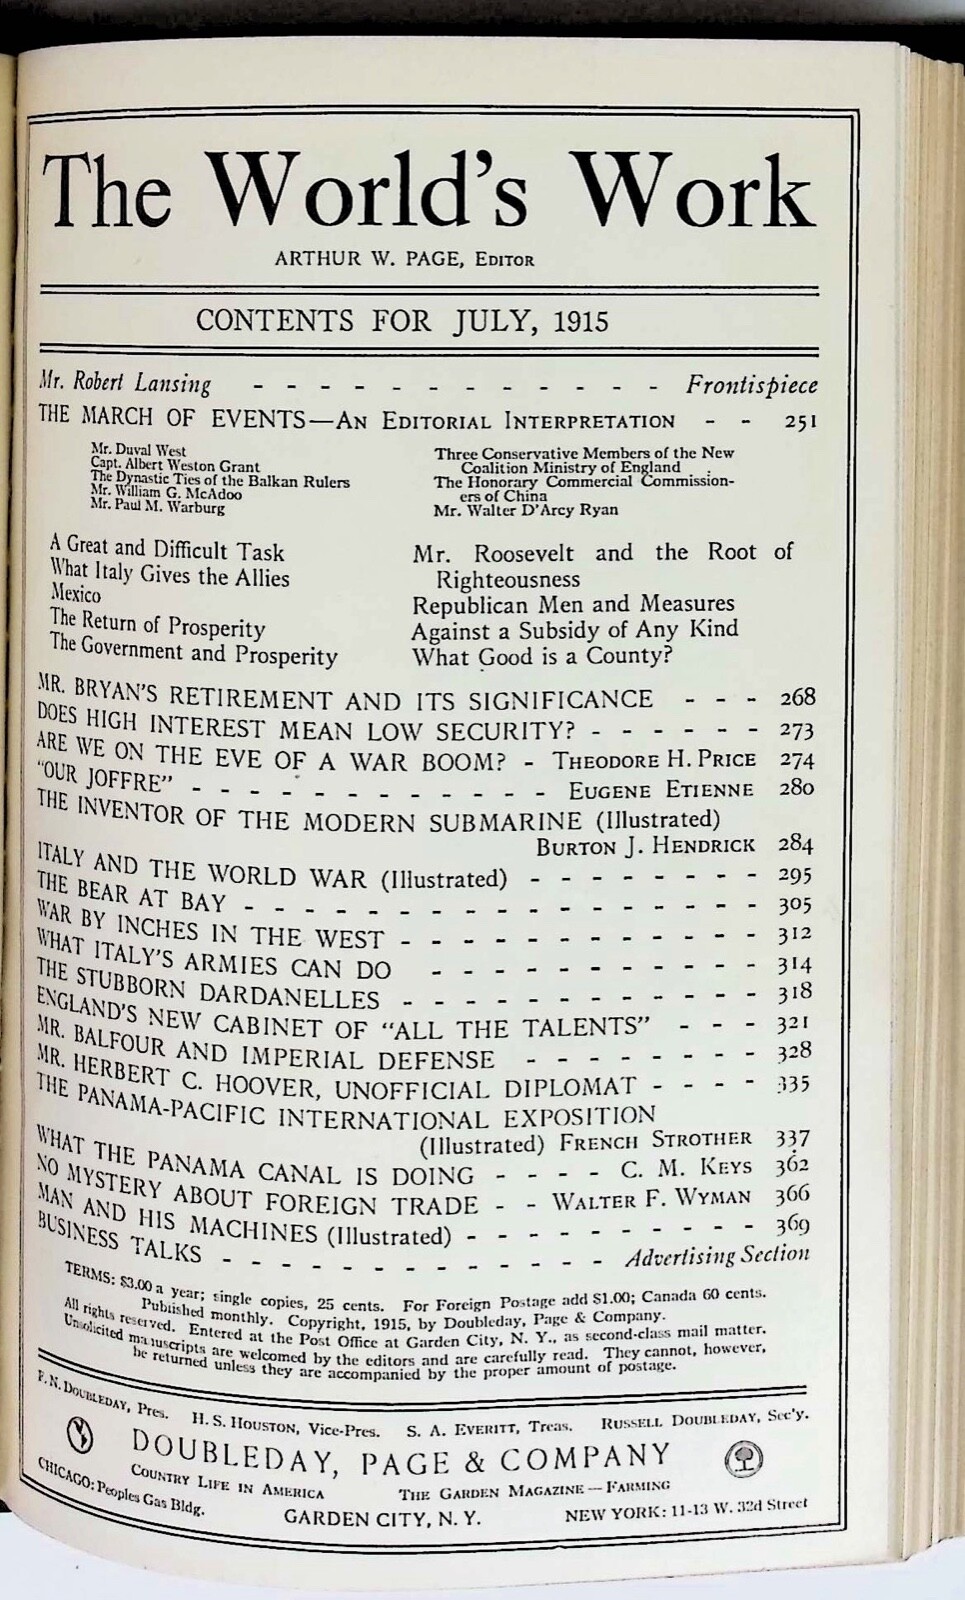 The World's Work
ARTHUR W. PAGE, EDITOR
CONTENTS FOR JULY, 1915
Mr. Robert Lansing - - - - - - - - - - - - Frontispiece
THE MARCH OF EVENTS—AN EDITORIAL INTERPRETATION - - 251
Mr. Duval West
Capt. Albert Weston Grant
The Dynastic Ties of the Balkan Rulers
Mr. William G. McAdoo
Mr. Paul M. Warburg
Three Conservative Members of the New
Coalition Ministry of England
The Honorary Commercial Commission-
ers of China
Mr. Walter D'Arcy Ryan
A Great and Difficult Task
What Italy Gives the Allies
Mexico
The Return of Prosperity
The Government and Prosperity
Mr. Roosevelt and the Root of
Righteousness
Republican Men and Measures
Against a Subsidy of Any Kind
What Good is a County?
MR. BRYAN'S RETIREMENT AND ITS SIGNIFICANCE - - - 268
DOES HIGH INTEREST MEAN LOW SECURITY? - - - - - - 273
ARE WE ON THE EVE OF A WAR BOOM? - THEODORE H. PRICE 274
"OUR JOFFRE" - - - - - - - - - - - - EUGENE ETIENNE 280
THE INVENTOR OF THE MODERN SUBMARINE (Illustrated)
BURTON J. HENDRICK 284
ITALY AND THE WORLD WAR (Illustrated) - - - - - - - - 295
THE BEAR AT BAY - - - - - - - - - - - - - - - - - - 305
WAR BY INCHES IN THE WEST - - - - - - - - - - - - - 312
WHAT ITALY'S ARMIES CAN DO - - - - - - - - - - - - 314
THE STUBBORN DARDANELLES - - - - - - - - - - - - - 318
ENGLAND'S NEW CABINET OF "ALL THE TALENTS" - - - 321
MR. BALFOUR AND IMPERIAL DEFENSE - - - - - - - - 328
MR. HERBERT C. HOOVER, UNOFFICIAL DIPLOMAT - - - - 335
THE PANAMA-PACIFIC INTERNATIONAL EXPOSITION
(Illustrated) FRENCH STROTHER 337
WHAT THE PANAMA CANAL IS DOING - - - - C. M. KEYS 362
NO MYSTERY ABOUT FOREIGN TRADE - - WALTER F. WYMAN 366
MAN AND HIS MACHINES (Illustrated) - - - - - - - - - - 369
BUSINESS TALKS - - - - - - - - - - - - - - Advertising Section
TERMS: $3.00 a year; single copies, 25 cents. For Foreign Postage add $1.00; Canada 60 cents.
Published monthly. Copyright, 1915, by Doubleday, Page & Company.
All rights reserved. Entered at the Post Office at Garden City, N. Y., as second-class mail matter.
Unsolicited manuscripts are welcomed by the editors and are carefully read. They cannot, however,
be returned unless they are accompanied by the proper amount of postage.
F. N. DOUBLEDAY, Pres. H. S. HOUSTON, Vice-Pres. S. A. EVERITT, Treas. RUSSELL DOUBLEDAY, Sec'y.
DOUBLEDAY, PAGE & COMPANY
COUNTRY LIFE IN AMERICA THE GARDEN MAGAZINE—FARMING
CHICAGO: Peoples Gas Bldg. GARDEN CITY, N. Y. NEW YORK: 11-13 W. 32d Street